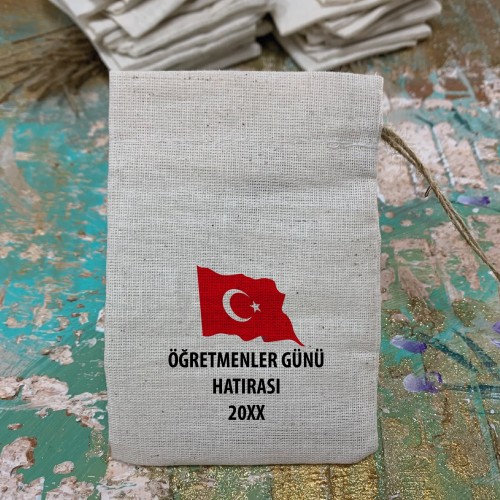 ÖĞRETMENLER GÜNÜ
HATIRASI
20XX